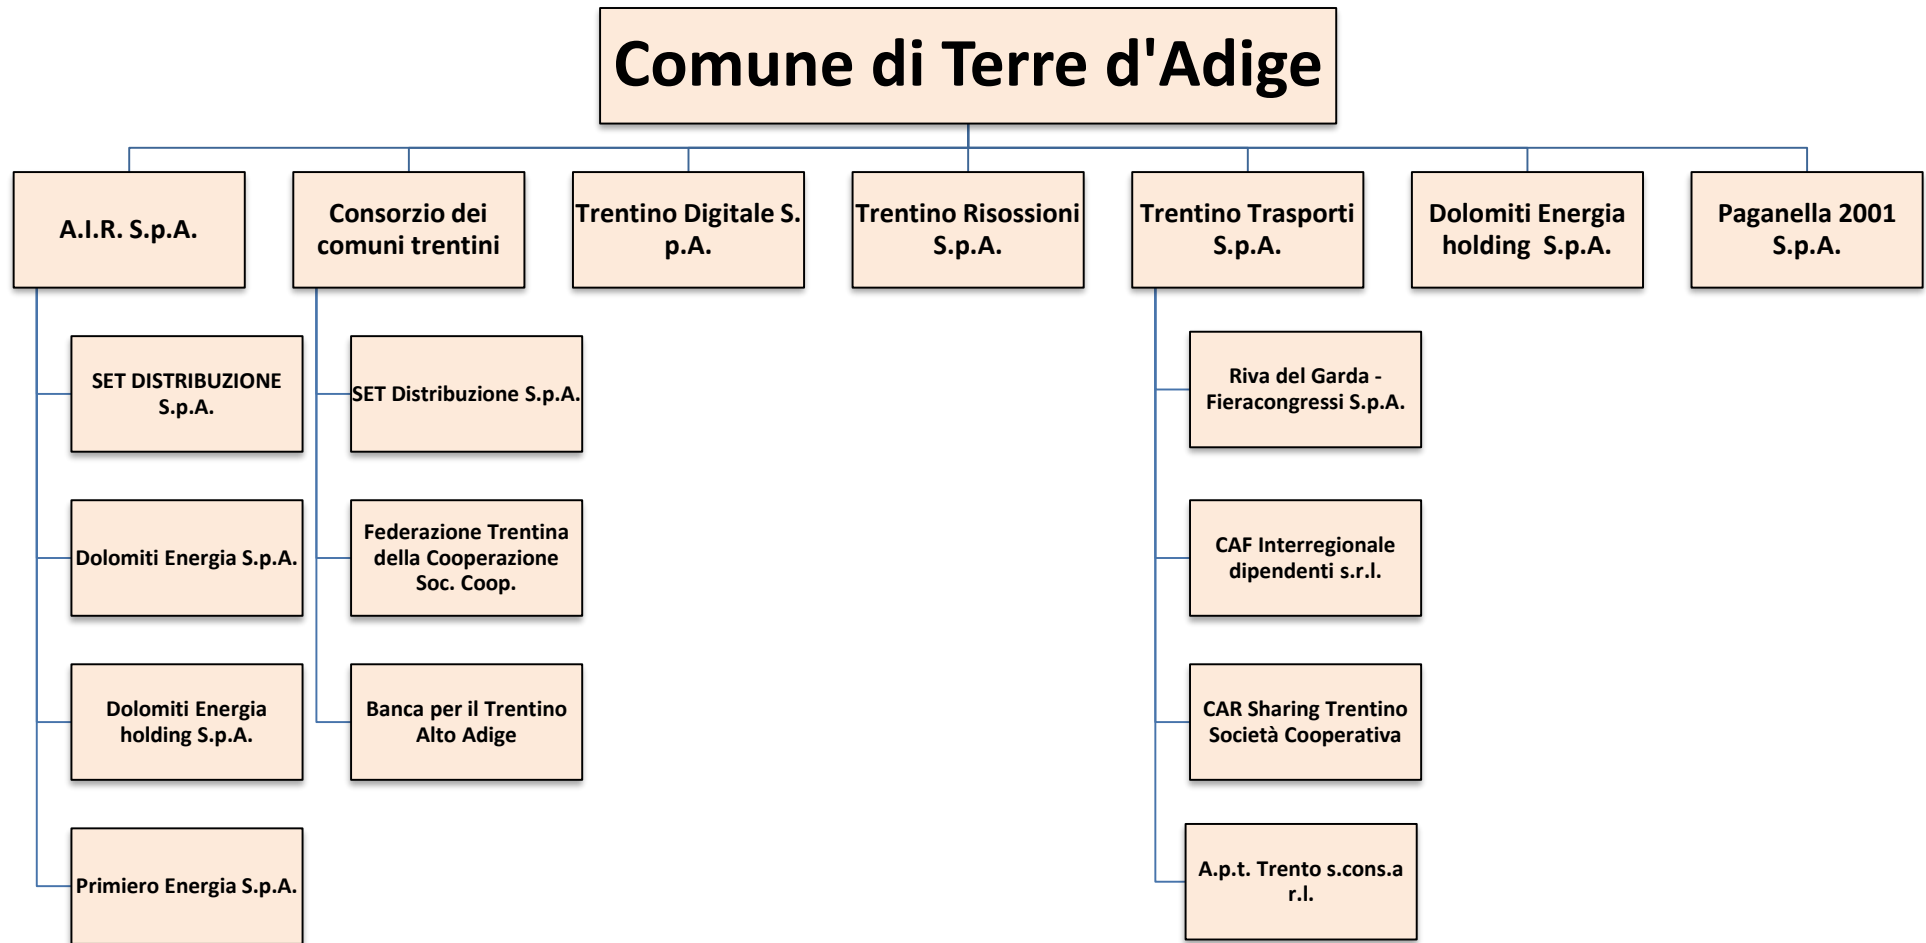 Comune di Terre d'Adige
A.I.R. S.p.A.
Consorzio dei
comuni trentini
Trentino Digitale S.
p.A.
Trentino Risossioni
S.p.A.
Trentino Trasporti
S.p.A.
Dolomiti Energia
holding S.p.A.
Paganella 2001
S.p.A.
SET DISTRIBUZIONE
S.p.A.
Dolomiti Energia S.p.A.
Dolomiti Energia
holding S.p.A.
Primiero Energia S.p.A.
SET Distribuzione S.p.A.
Federazione Trentina
della Cooperazione
Soc. Coop.
Banca per il Trentino
Alto Adige
Riva del Garda -
Fieracongressi S.p.A.
CAF Interregionale
dipendenti s.r.l.
CAR Sharing Trentino
Società Cooperativa
A.p.t. Trento s.cons.a
r.l.